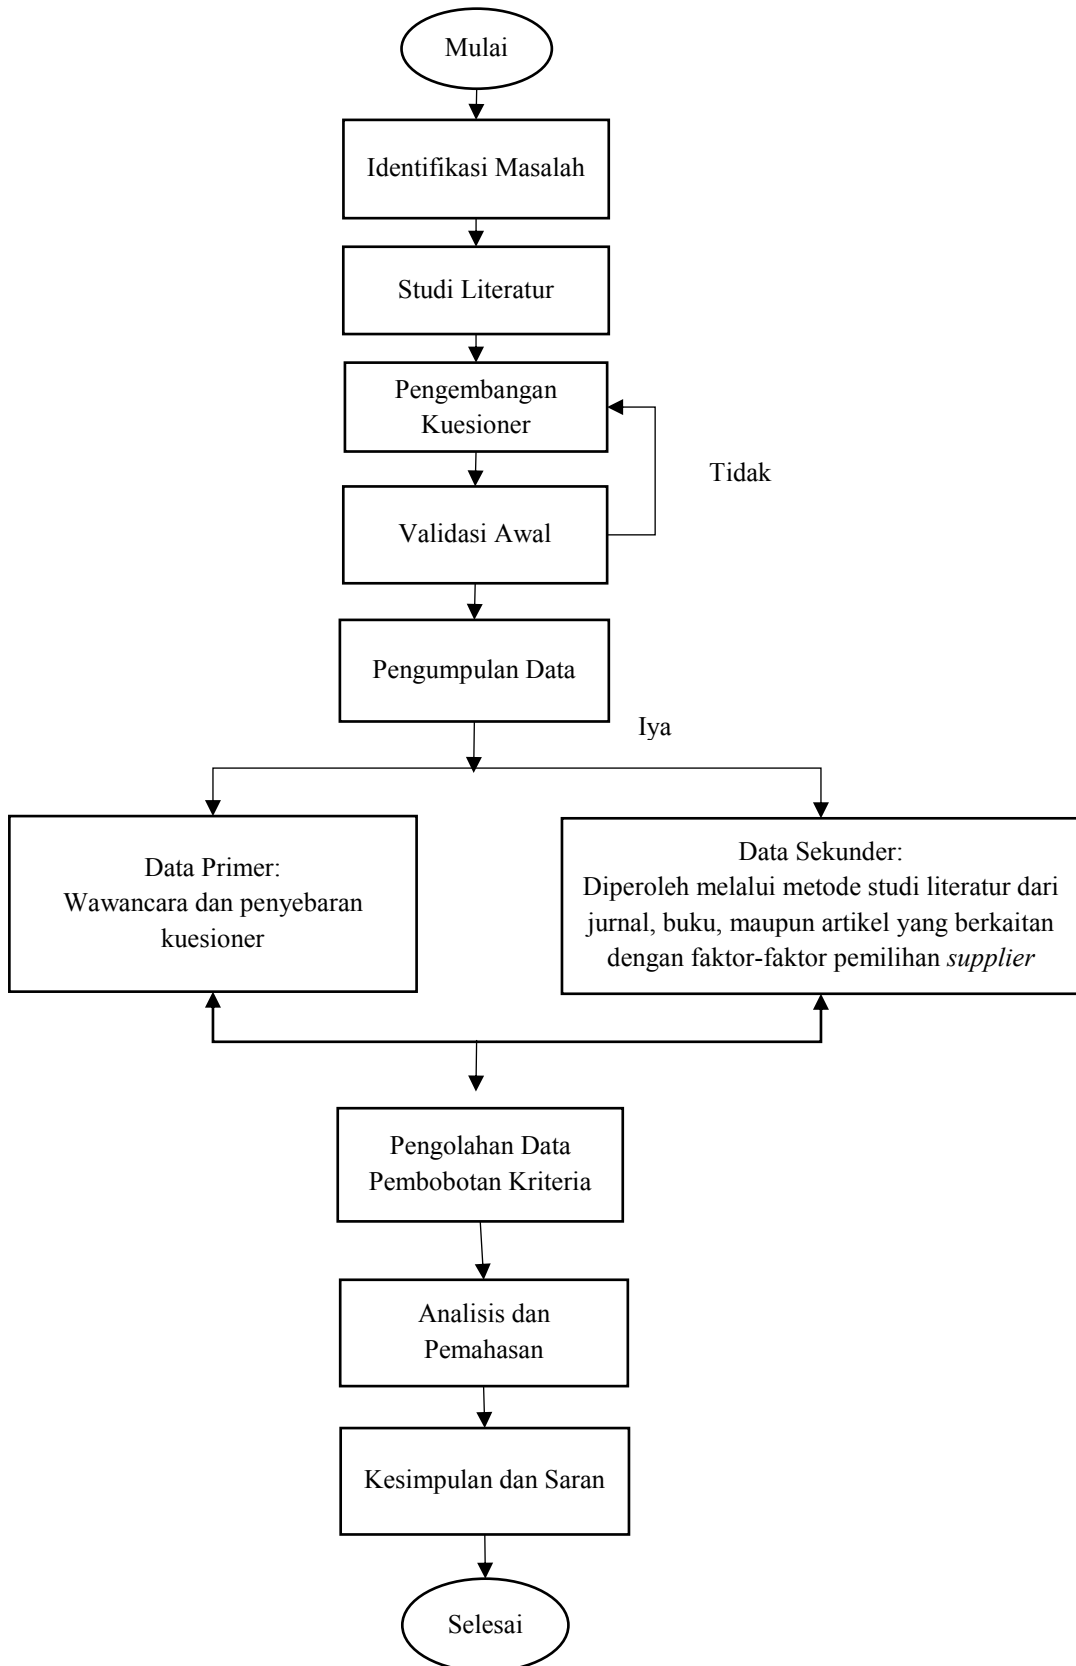 Mulai
Identifikasi Masalah
Studi Literatur
Pengembangan
Kuesioner
Tidak
Validasi Awal
Pengumpulan Data
Iya
Data Primer:
Wawancara dan penyebaran
kuesioner
Data Sekunder:
Diperoleh melalui metode studi literatur dari
jurnal, buku, maupun artikel yang berkaitan
dengan faktor-faktor pemilihan supplier
Pengolahan Data
Pembobotan Kriteria
Analisis dan
Pemahasan
Kesimpulan dan Saran
Selesai